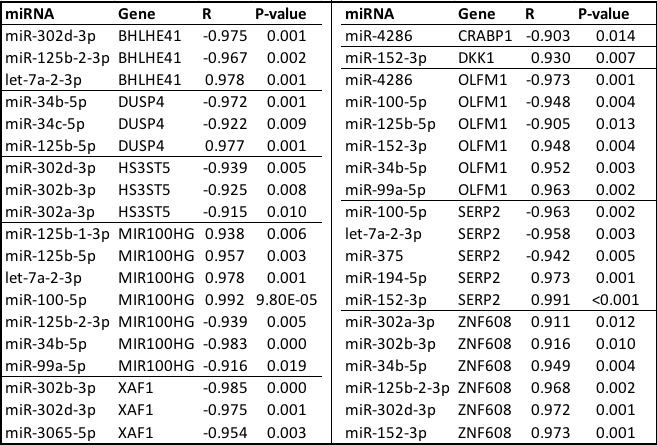 miRNA Gene R P-value
miR-302d-3p BHLHE41 -0.975 0.001
miR-125b-2-3p BHLHE41 -0.967 0.002
let-7a-2-3p BHLHE41 0.978 0.001
miR-34b-5p DUSP4 -0.972 0.001
miR-34c-5p DUSP4 -0.922 0.009
miR-125b-5p DUSP4 0.977 0.001
miR-302d-3p HS3ST5 -0.939 0.005
miR-302b-3p HS3ST5 -0.925 0.008
miR-302a-3p HS3ST5 -0.915 0.010
miR-125b-1-3p MIR100HG 0.938 0.006
miR-125b-5p MIR100HG 0.957 0.003
let-7a-2-3p MIR100HG 0.978 0.001
miR-100-5p MIR100HG 0.992 9.80E-05
miR-125b-2-3p MIR100HG -0.939 0.005
miR-34b-5p MIR100HG -0.983 0.000
miR-99a-5p MIR100HG -0.916 0.019
miR-302b-3p XAF1 -0.985 0.000
miR-302d-3p XAF1 -0.975 0.001
miR-3065-5p XAF1 -0.954 0.003
miRNA Gene R P-value
miR-4286 CRABP1 -0.903 0.014
miR-152-3p DKK1 0.930 0.007
miR-4286 OLFM1 -0.973 0.001
miR-100-5p OLFM1 -0.948 0.004
miR-125b-5p OLFM1 -0.905 0.013
miR-152-3p OLFM1 0.948 0.004
miR-34b-5p OLFM1 0.952 0.003
miR-99a-5p OLFM1 0.963 0.002
miR-100-5p SERP2 -0.963 0.002
let-7a-2-3p SERP2 -0.958 0.003
miR-375 SERP2 -0.942 0.005
miR-194-5p SERP2 0.973 0.001
miR-152-3p SERP2 0.991 <0.001
miR-302a-3p ZNF608 0.911 0.012
miR-302b-3p ZNF608 0.916 0.010
miR-34b-5p ZNF608 0.949 0.004
miR-125b-2-3p ZNF608 0.968 0.002
miR-302d-3p ZNF608 0.972 0.001
miR-152-3p ZNF608 0.973 0.001